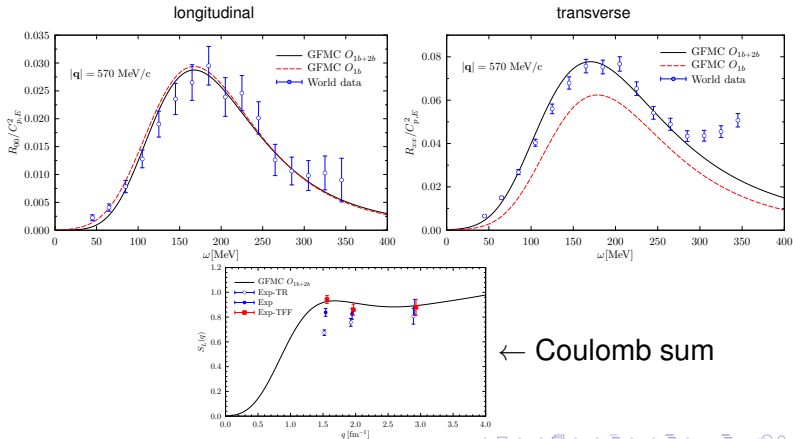 longitudinal
transverse
0.035
0.030
0.025
0.020
0.015
0.010
0.005
0.000
R₀₀/C²ₚ,E
|q| = 570 MeV/c
GFMC O₁b+2b
GFMC O₁b
World data
0 50 100 150 200 250 300 350 400
ω[MeV]
0.08
0.06
0.04
0.02
0.00
Rₓₓ/C²ₚ,E
|q| = 570 MeV/c
GFMC O₁b+2b
GFMC O₁b
World data
0 50 100 150 200 250 300 350 400
ω[MeV]
1.2
1.0
0.8
0.6
0.4
0.2
0.0
S_L(q)
GFMC O₁b+2b
Exp-TR
Exp
Exp-TFF
0.0 0.5 1.0 1.5 2.0 2.5 3.0 3.5 4.0
q [fm⁻¹]
← Coulomb sum